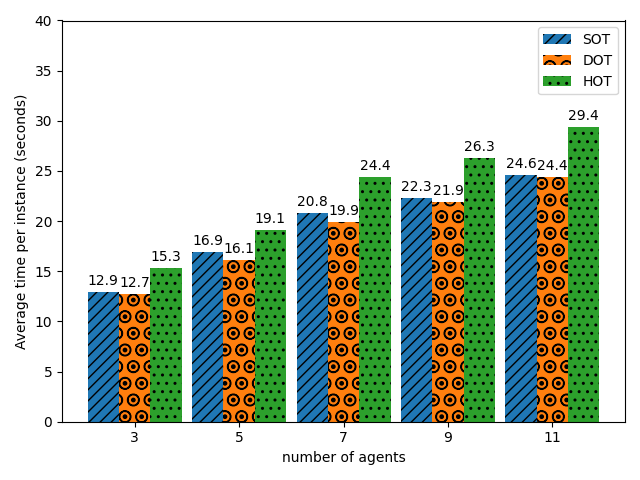 40
35
30
25
20
15
10
5
0
Average time per instance (seconds)
SOT
DOT
HOT
12.9 12.7 15.3
16.9 16.1 19.1
20.8 19.9 24.4
22.3 21.9 26.3
24.6 24.4 29.4
3 5 7 9 11
number of agents